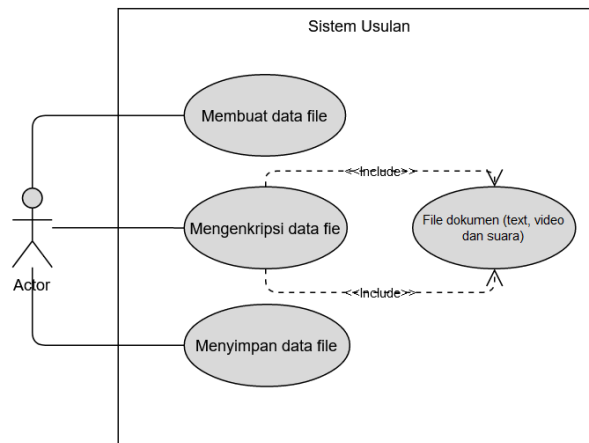 Sistem Usulan
Membuat data file
<<Include>>
Mengenkripsi data fie
File dokumen (text, video
dan suara)
Actor
<<Include>>
Menyimpan data file